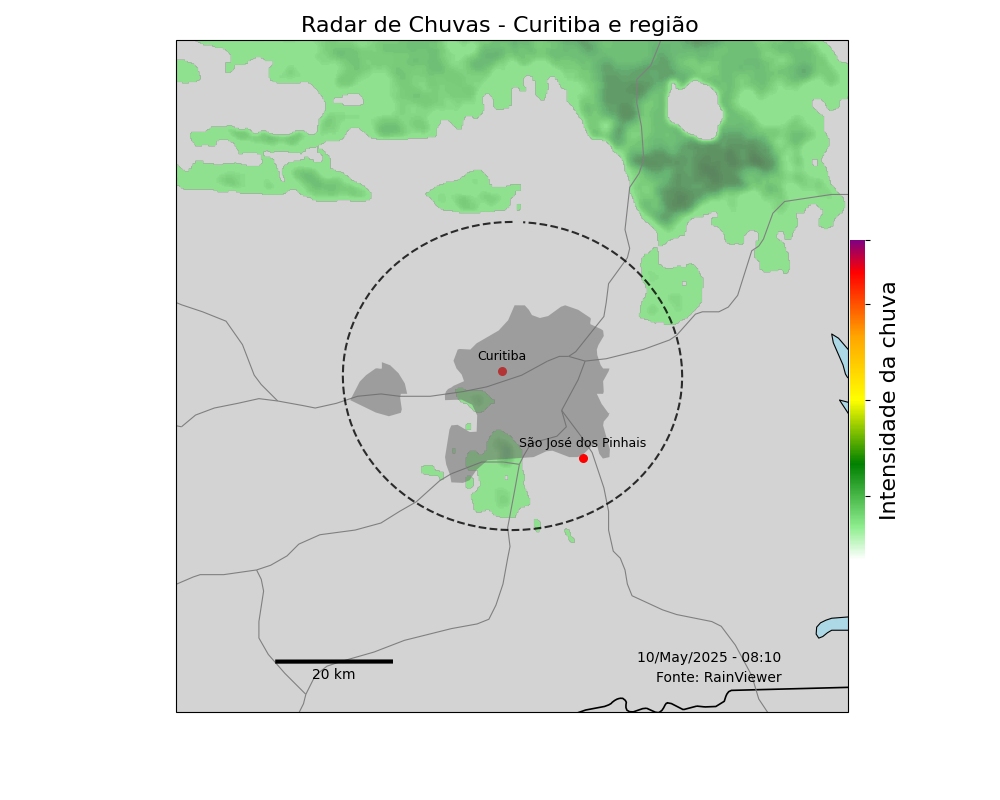 Radar de Chuvas - Curitiba e região
Curitiba
São José dos Pinhais
Intensidade da chuva
10/May/2025 - 08:10
Fonte: RainViewer
20 km